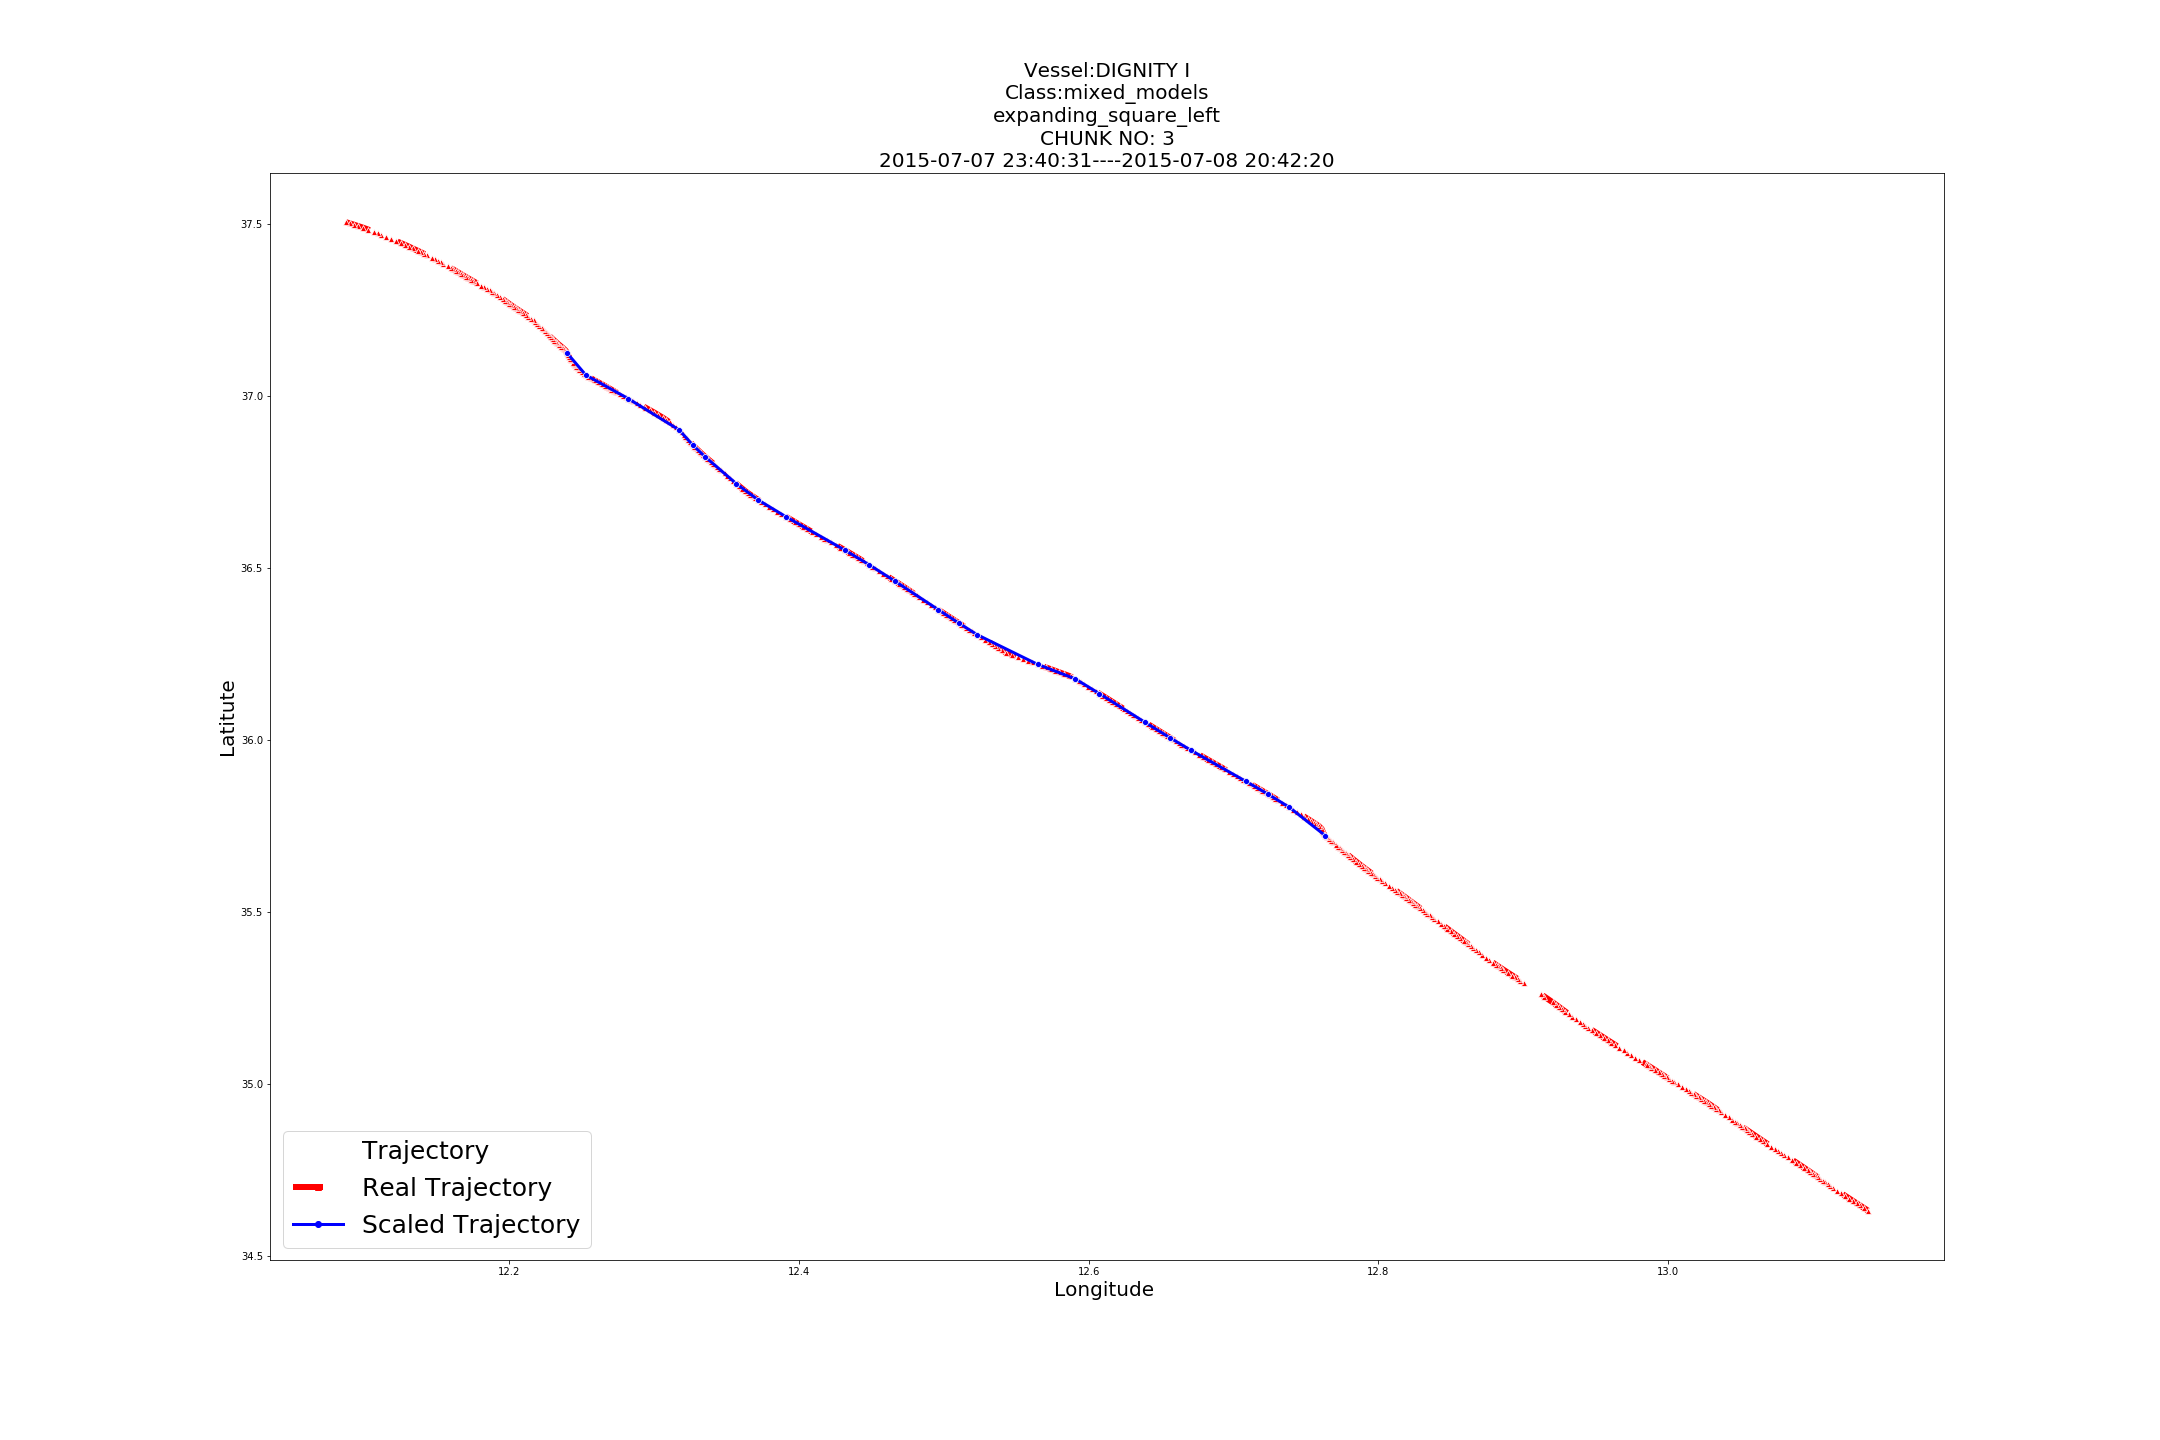 Vessel:DIGNITY I
Class:mixed_models
expanding_square_left
CHUNK NO: 3
2015-07-07 23:40:31----2015-07-08 20:42:20
37.5
37.0
36.5
36.0
35.5
35.0
34.5
Latitute
Trajectory
Real Trajectory
Scaled Trajectory
12.2 12.4 12.6 12.8 13.0
Longitude